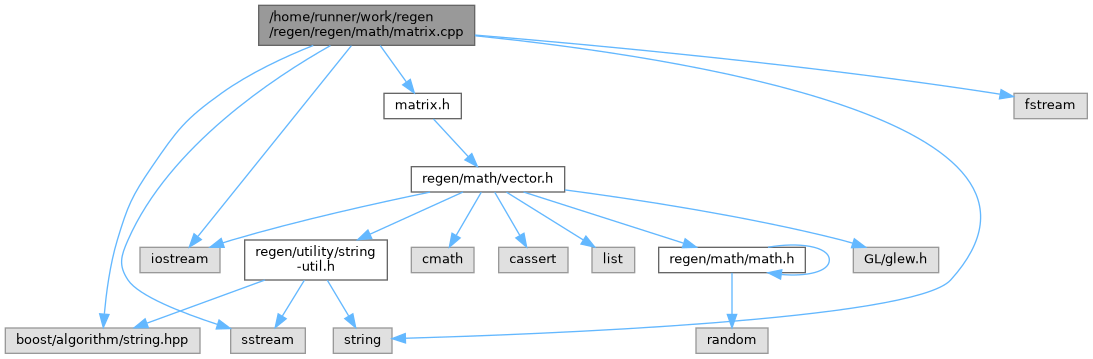 /home/runner/work/regen
/regen/regen/math/matrix.cpp
matrix.h
fstream
regen/math/vector.h
iostream
regen/utility/string
-util.h
cmath
cassert
list
regen/math/math.h
GL/glew.h
boost/algorithm/string.hpp
sstream
string
random